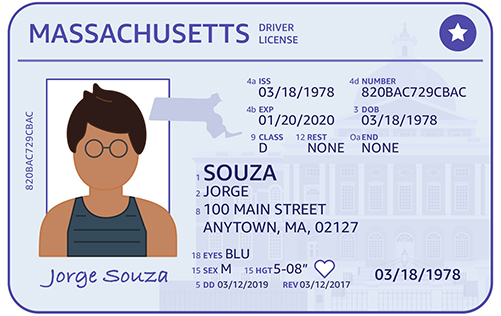 MASSACHUSETTS DRIVER LICENSE
4a ISS 4d NUMBER
03/18/1978 820BAC729CBAC
4b EXP 3 DOB
01/20/2020 03/18/1978
9 CLASS 12 REST 0a END
D NONE NONE
820BAC729CBAC
1 SOUZA
2 JORGE
8 100 MAIN STREET
ANYTOWN, MA, 02127
18 EYES BLU
15 SEX M 15 HGT 5-08"
03/18/1978
5 DD 03/12/2019 REV 03/12/2017
Jorge Souza